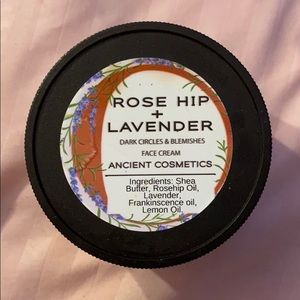 ROSE HIP
+
LAVENDER
DARK CIRCLES & BLEMISHES
FACE CREAM
ANCIENT COSMETICS
Ingredients: Shea
Butter, Rosehip Oil,
Lavender,
Frankinscence oil,
Lemon Oil.